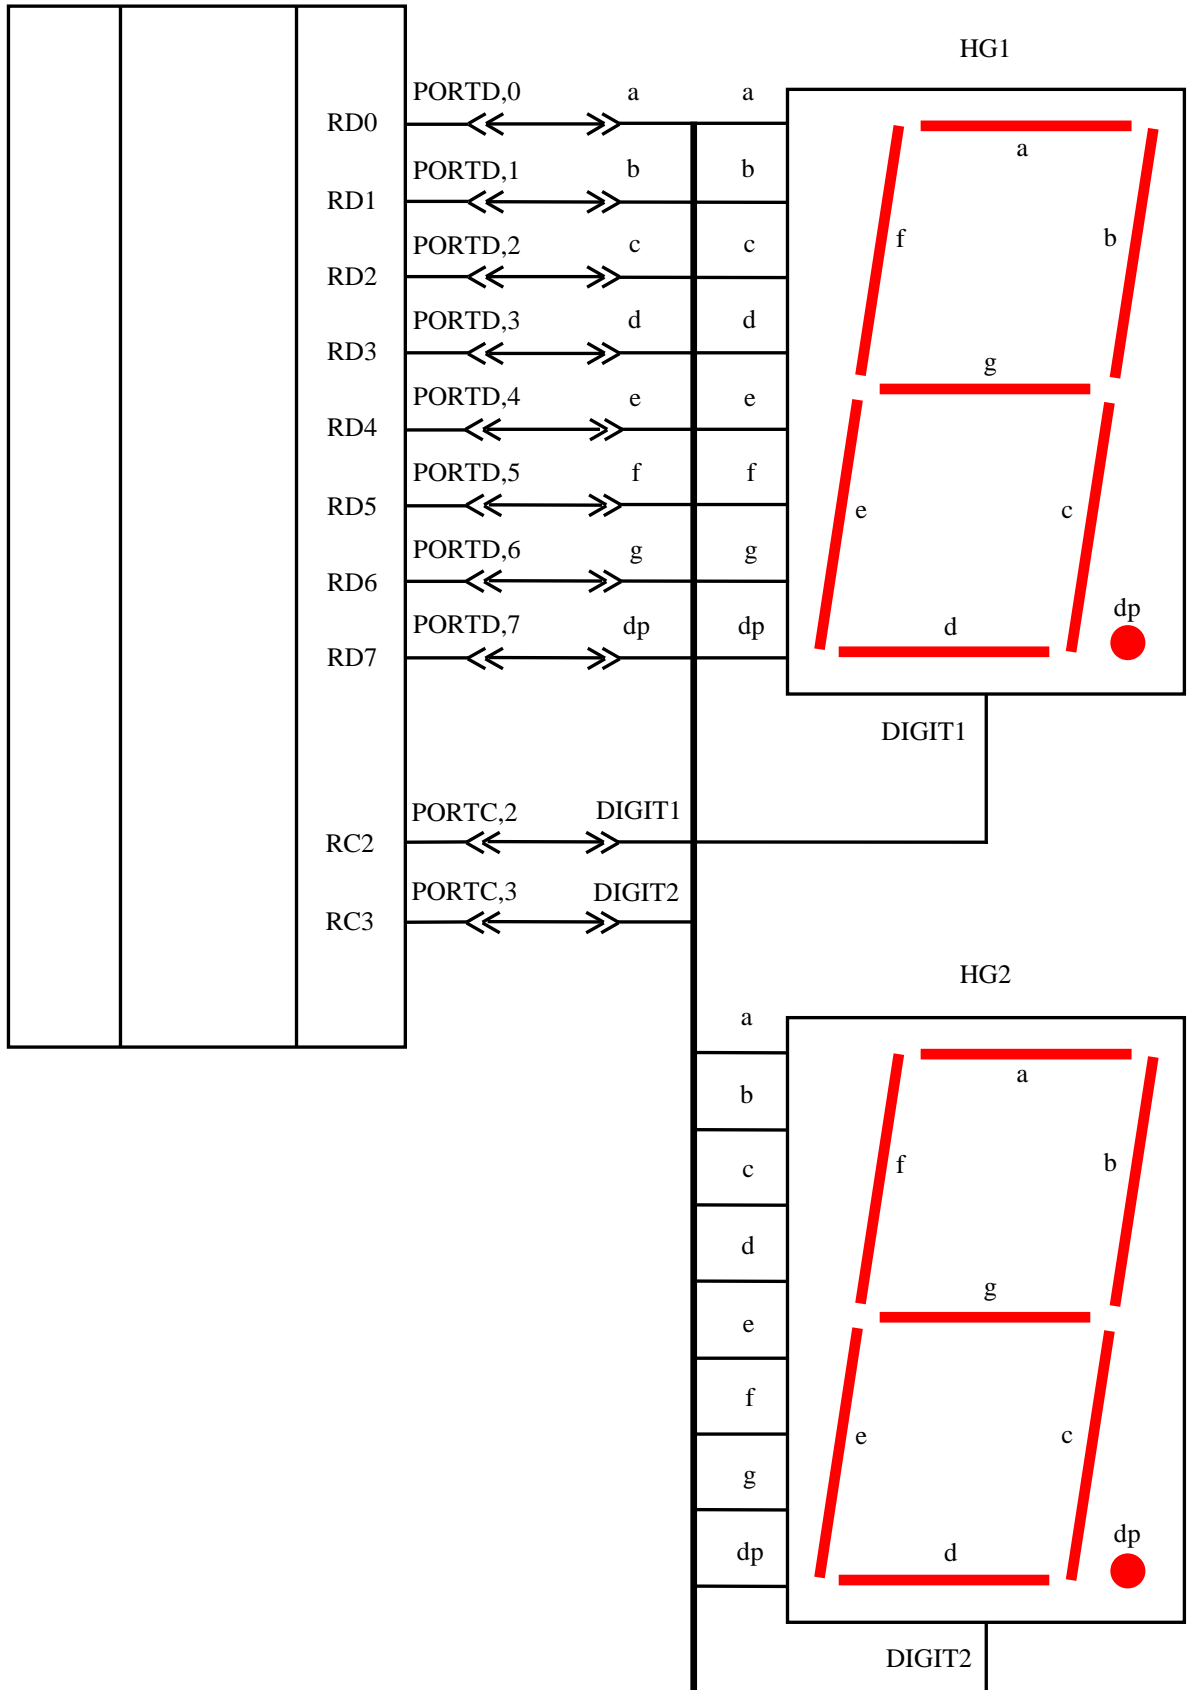 HG1
PORTD,0 a a
RD0
a
PORTD,1 b b
RD1
PORTD,2 c c
f b
RD2
PORTD,3 d d
RD3
g
PORTD,4 e e
RD4
PORTD,5 f f
RD5
e c
PORTD,6 g g
RD6
PORTD,7 dp dp
d dp
RD7
DIGIT1
PORTC,2 DIGIT1
RC2
PORTC,3 DIGIT2
RC3
HG2
a
a
b
c f b
d
g
e
f
e c
g
dp d dp
DIGIT2